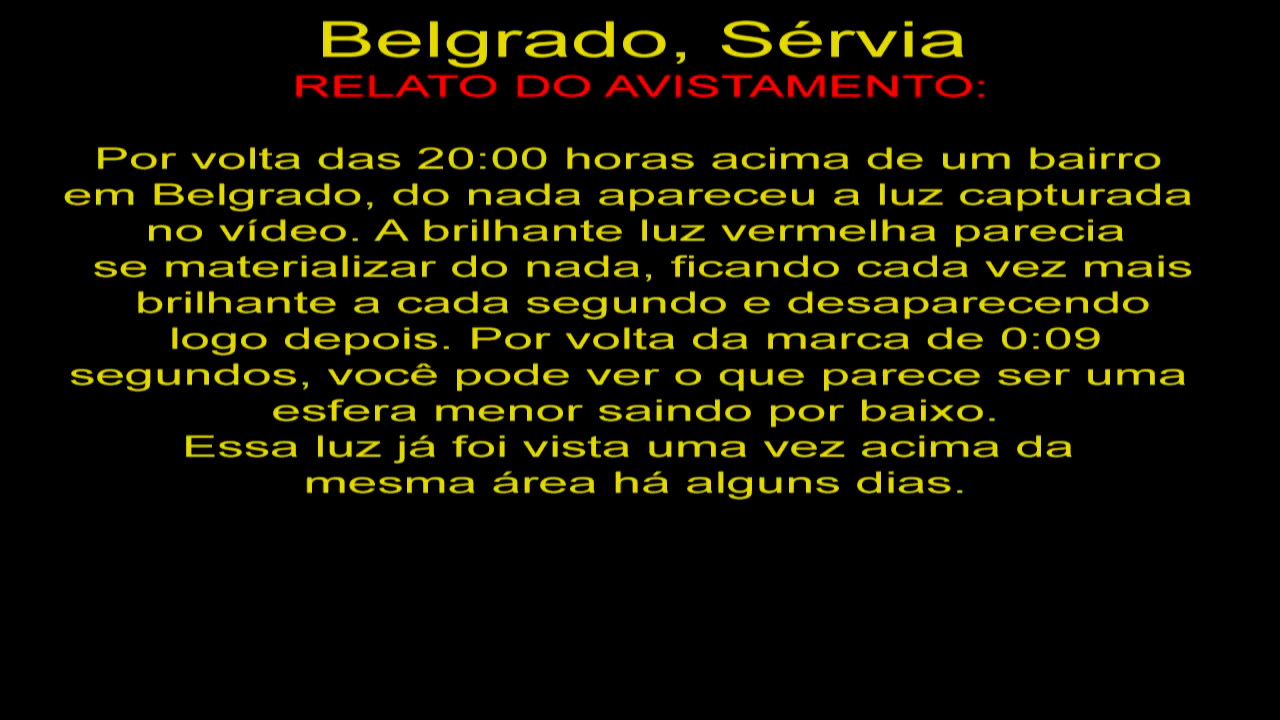 Belgrado, Sérvia
RELATO DO AVISTAMENTO:
Por volta das 20:00 horas acima de um bairro
em Belgrado, do nada apareceu a luz capturada
no vídeo. A brilhante luz vermelha parecia
se materializar do nada, ficando cada vez mais
brilhante a cada segundo e desaparecendo
logo depois. Por volta da marca de 0:09
segundos, você pode ver o que parece ser uma
esfera menor saindo por baixo.
Essa luz já foi vista uma vez acima da
mesma área há alguns dias.